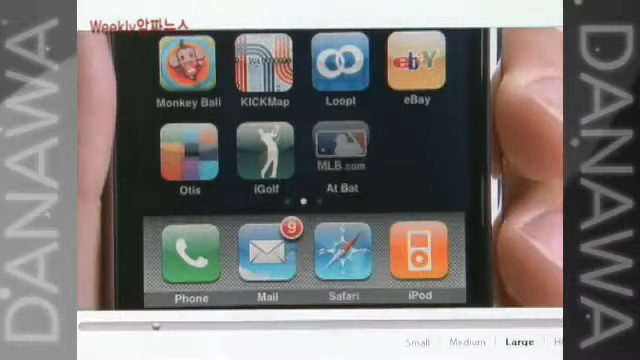 Weekly알파뉴스
DANAWA
Monkey Ball
KICKMap
Loopt
eBay
ebY
MLB.com
Otis
iGolf
At Bat
9
Phone
Mail
Safari
iPod
Small
Medium
Large
DANAWA